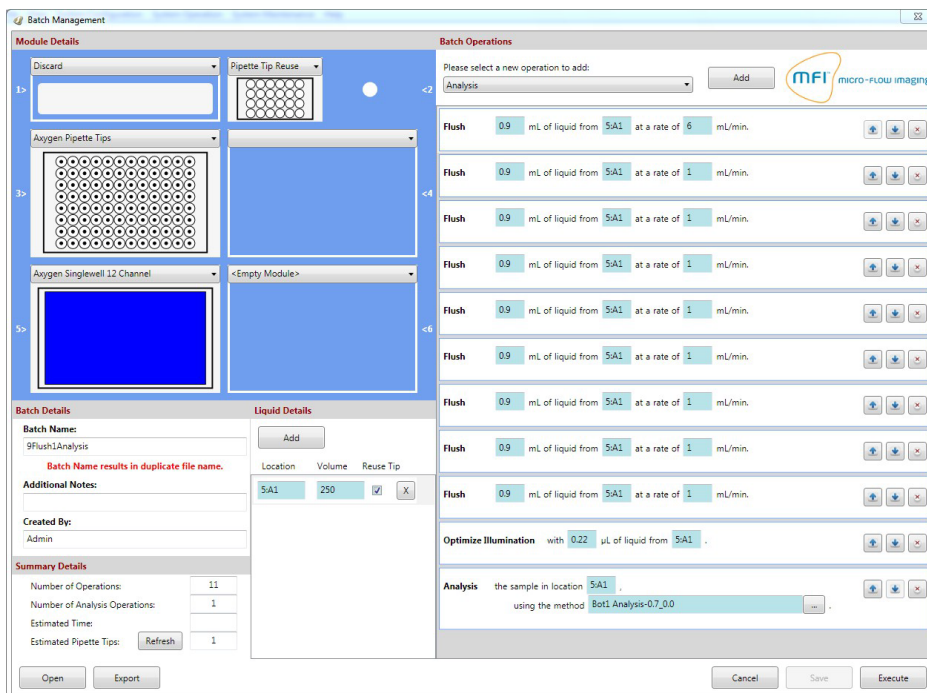 Batch Management
Module Details
Discard
Pipette Tip Reuse
1>
<2
Axygen Pipette Tips
3>
<4
Axygen Singlewell 12 Channel
<Empty Module>
5>
<6
Batch Details
Batch Name:
9Flush1Analysis
Batch Name results in duplicate file name.
Additional Notes:
Created By:
Admin
Summary Details
Number of Operations: 11
Number of Analysis Operations: 1
Estimated Time:
Estimated Pipette Tips: Refresh 1
Liquid Details
Add
Location Volume Reuse Tip
5:A1 250 X
Batch Operations
Please select a new operation to add:
Analysis
Add
MFI™ MICRO-FLOW IMAGING
Flush 0.9 mL of liquid from 5:A1 at a rate of 6 mL/min.
Flush 0.9 mL of liquid from 5:A1 at a rate of 1 mL/min.
Flush 0.9 mL of liquid from 5:A1 at a rate of 1 mL/min.
Flush 0.9 mL of liquid from 5:A1 at a rate of 1 mL/min.
Flush 0.9 mL of liquid from 5:A1 at a rate of 1 mL/min.
Flush 0.9 mL of liquid from 5:A1 at a rate of 1 mL/min.
Flush 0.9 mL of liquid from 5:A1 at a rate of 1 mL/min.
Flush 0.9 mL of liquid from 5:A1 at a rate of 1 mL/min.
Flush 0.9 mL of liquid from 5:A1 at a rate of 1 mL/min.
Optimize Illumination with 0.22 µL of liquid from 5:A1 .
Analysis the sample in location 5:A1 ,
using the method Bot1 Analysis-0.7_0.0 ... .
Open
Export
Cancel
Save
Execute